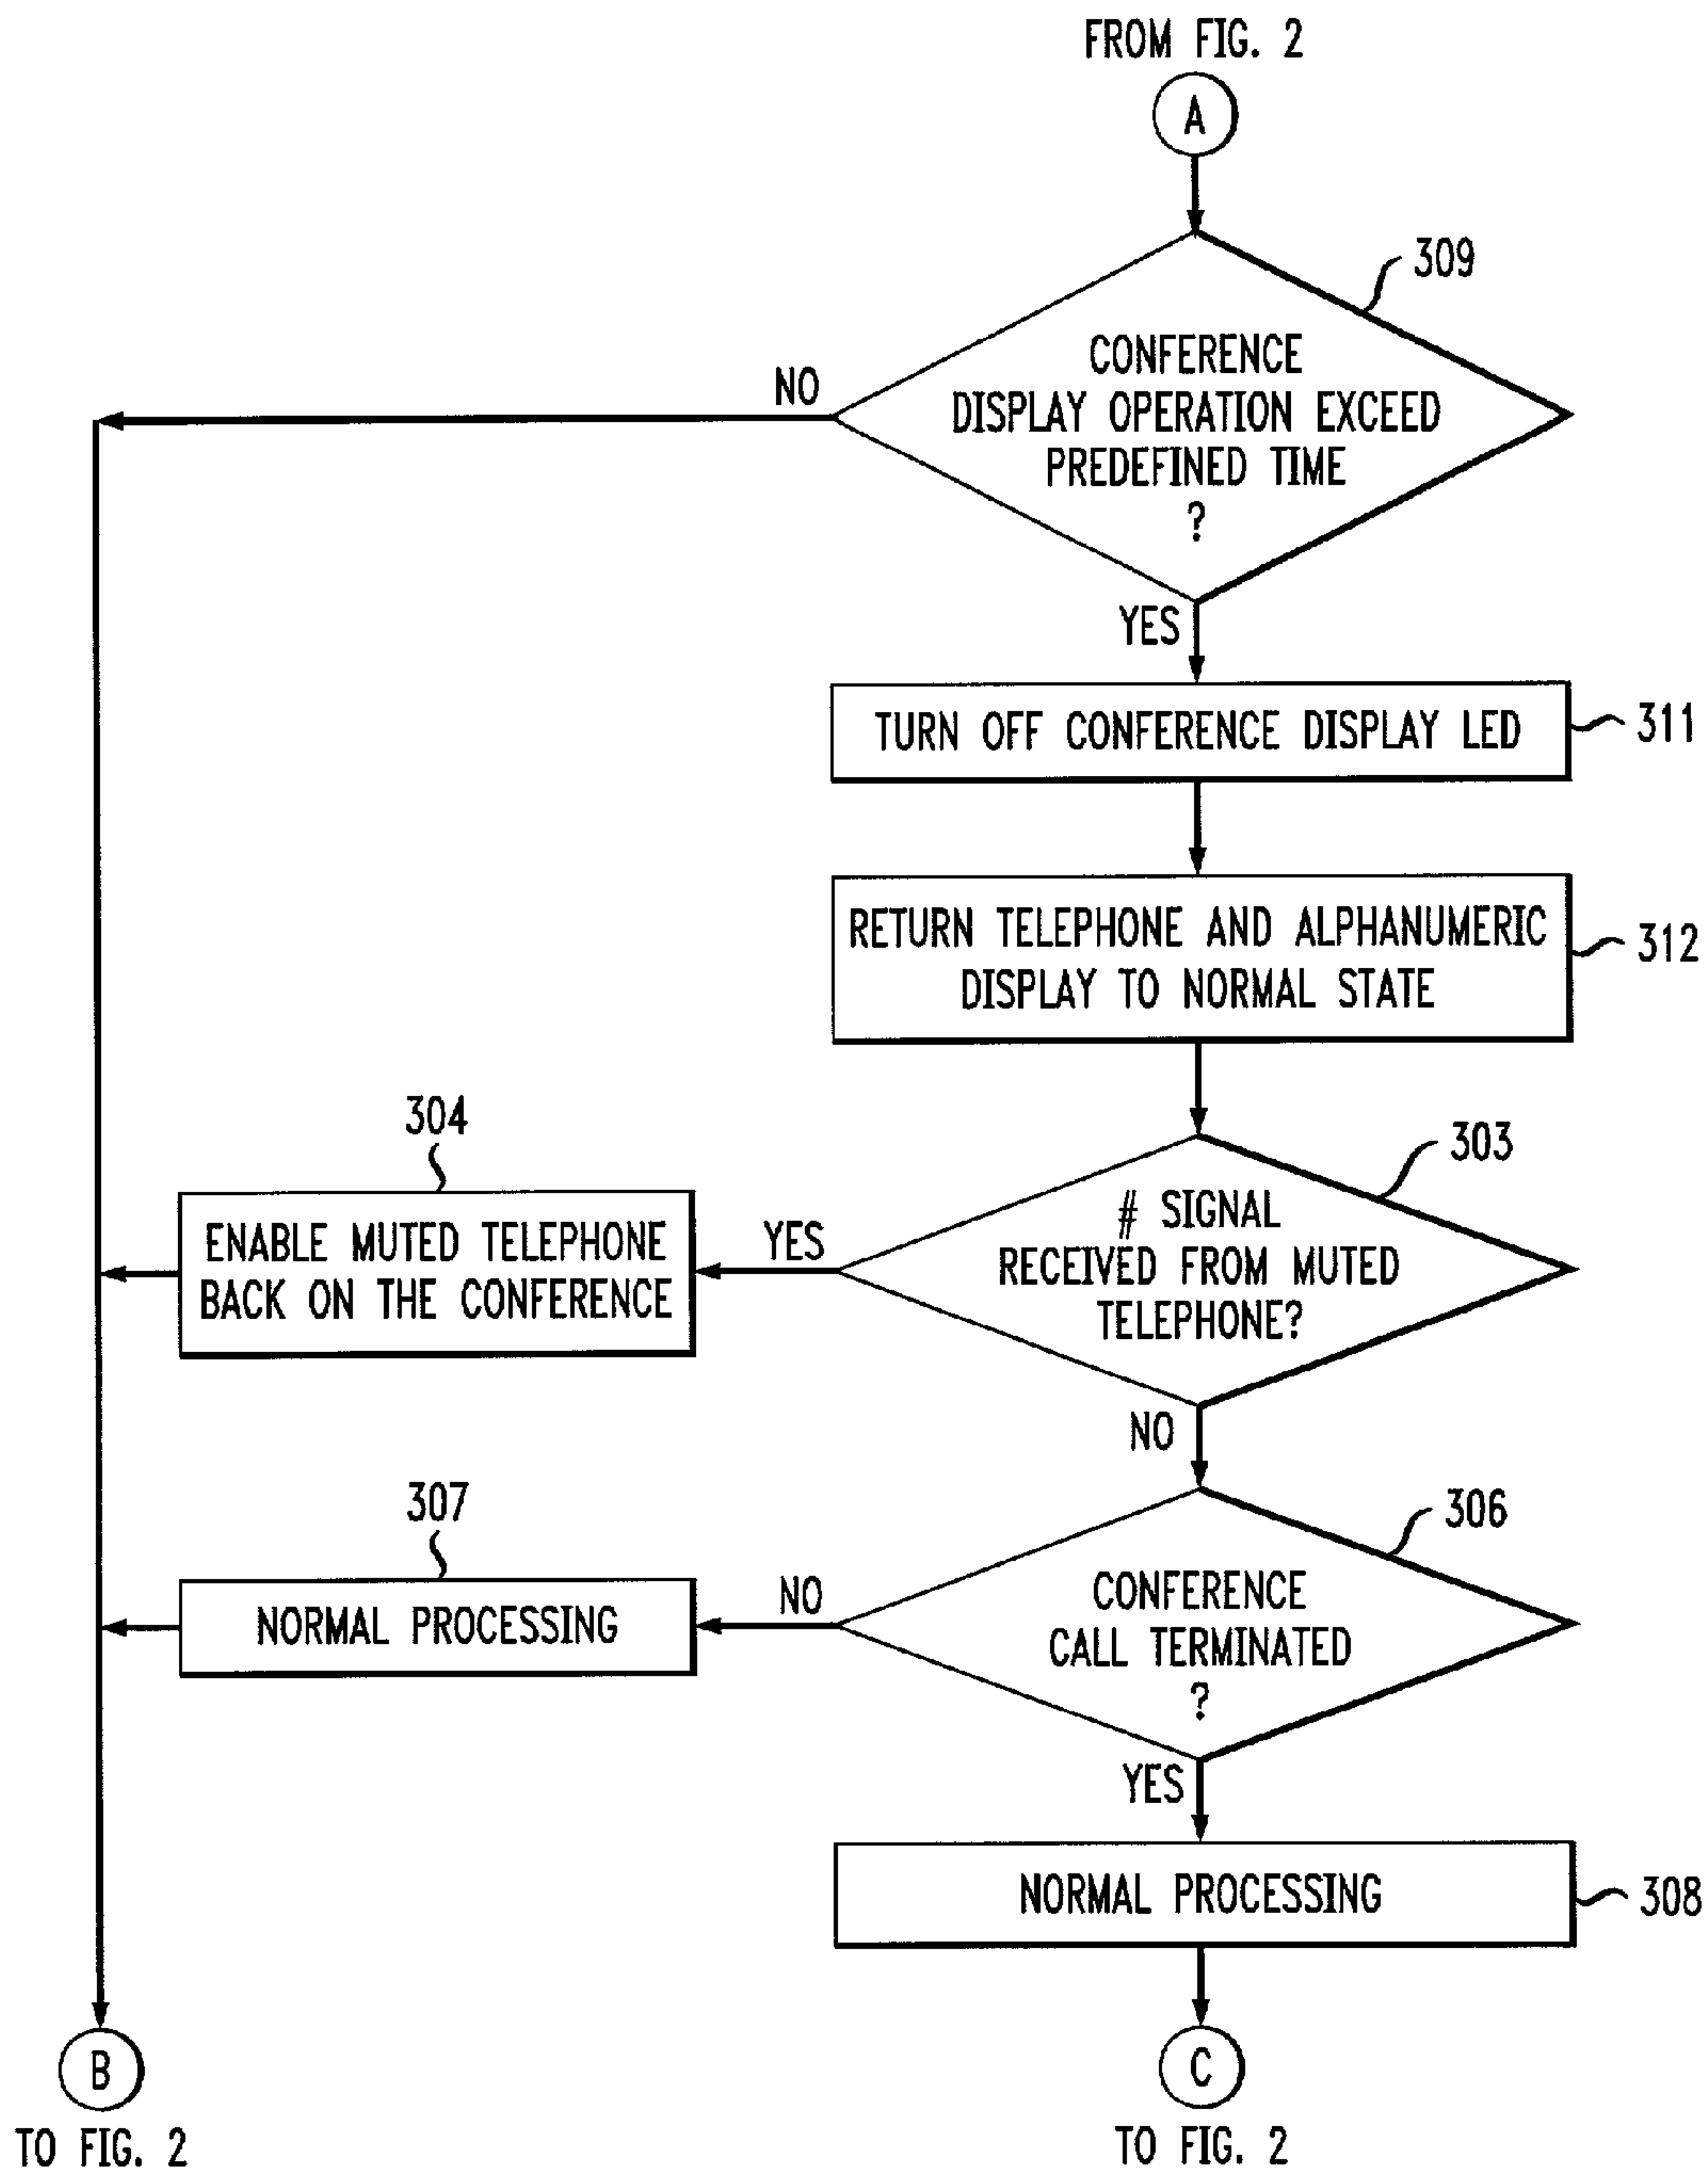 FROM FIG. 2
A
309
CONFERENCE
DISPLAY OPERATION EXCEED
PREDEFINED TIME
?
NO
YES
TURN OFF CONFERENCE DISPLAY LED
311
RETURN TELEPHONE AND ALPHANUMERIC
DISPLAY TO NORMAL STATE
312
303
# SIGNAL
RECEIVED FROM MUTED
TELEPHONE?
YES
304
ENABLE MUTED TELEPHONE
BACK ON THE CONFERENCE
NO
306
CONFERENCE
CALL TERMINATED
?
NO
307
NORMAL PROCESSING
YES
NORMAL PROCESSING
308
B
TO FIG. 2
C
TO FIG. 2